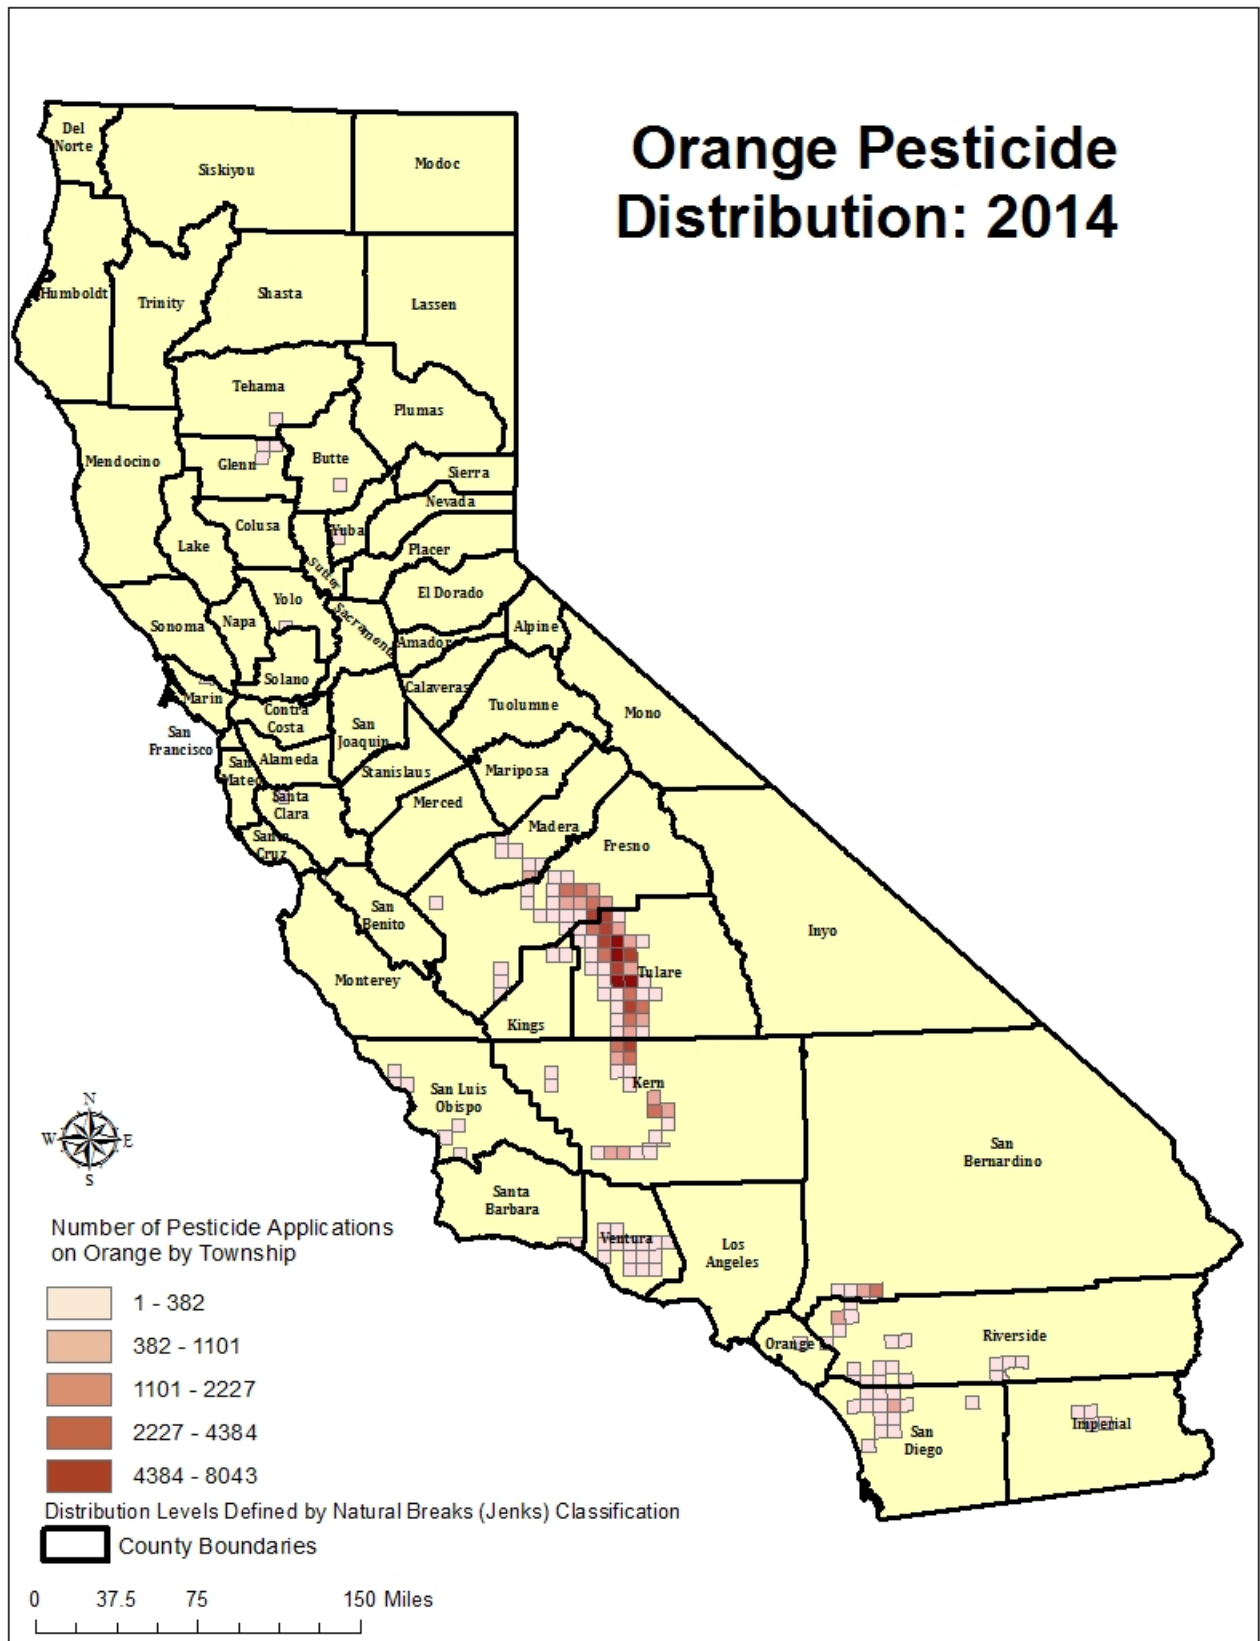 Orange Pesticide
Distribution: 2014
Del
Norte
Siskiyou
Modoc
Humboldt
Trinity
Shasta
Lassen
Tehama
Plumas
Mendocino
Glenn
Butte
Sierra
Nevada
Colusa
Yuba
Lake
Placer
Sutter
El Dorado
Yolo
Sonoma
Napa
Sacramento
Alpine
Amador
Solano
Marin
Calaveras
Contra
Costa
Tuolumne
Mono
San
Francisco
San
Joaquin
Alameda
San
Mateo
Stanislaus
Mariposa
Santa
Clara
Merced
Santa
Cruz
Madera
Fresno
San
Benito
Inyo
Monterey
Tulare
Kings
San Luis
Obispo
Kern
San
Bernardino
Santa
Barbara
Ventura
Los
Angeles
Orange
Riverside
San
Diego
Imperial
N
W E
S
Number of Pesticide Applications
on Orange by Township
1 - 382
382 - 1101
1101 - 2227
2227 - 4384
4384 - 8043
Distribution Levels Defined by Natural Breaks (Jenks) Classification
County Boundaries
0 37.5 75 150 Miles